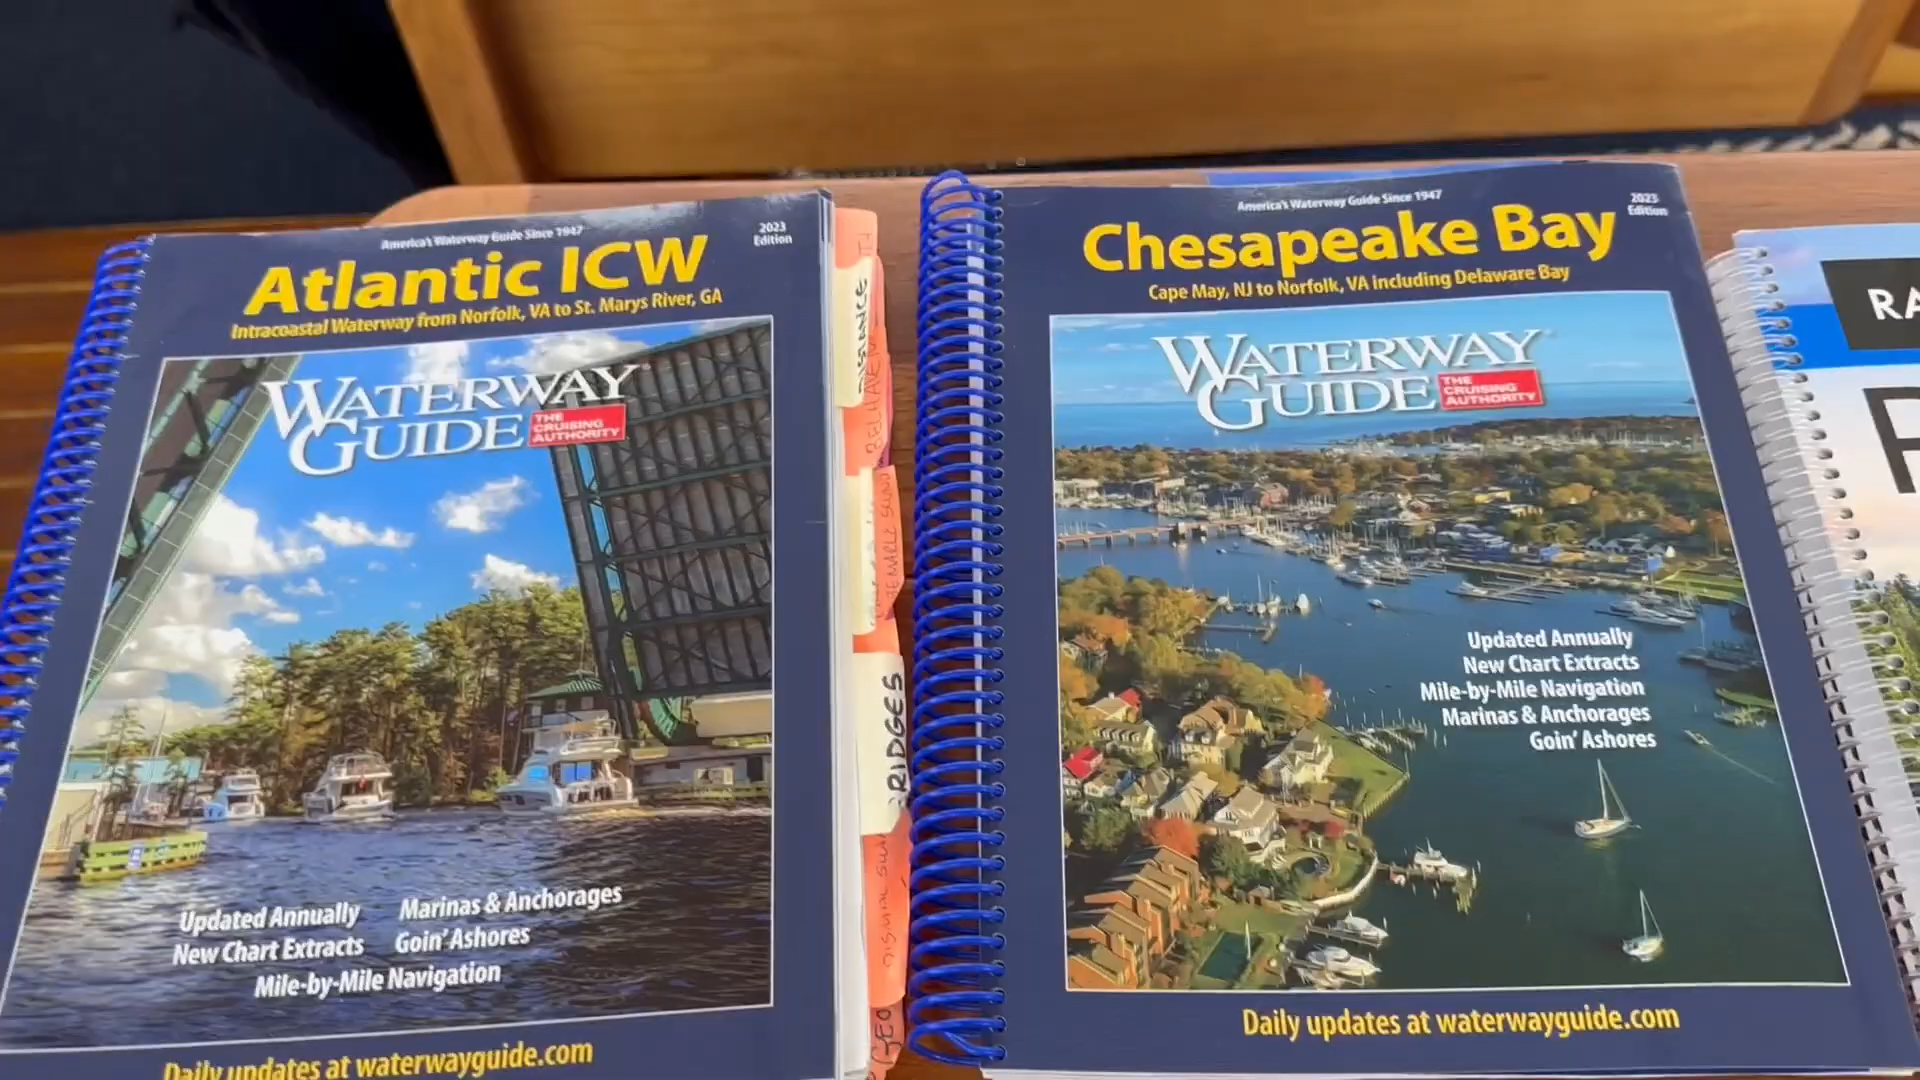 America's Waterway Guide Since 1947
2023
Edition
Atlantic ICW
Intracoastal Waterway from Norfolk, VA to St. Marys River, GA
WATERWAY
GUIDE
THE
CRUISING
AUTHORITY
Updated Annually
Marinas & Anchorages
New Chart Extracts
Goin' Ashores
Mile-by-Mile Navigation
Daily updates at waterwayguide.com
BELHAVEN
RIDGES
America's Waterway Guide Since 1947
2023
Edition
Chesapeake Bay
Cape May, NJ to Norfolk, VA including Delaware Bay
WATERWAY
GUIDE
THE
CRUISING
AUTHORITY
Updated Annually
New Chart Extracts
Mile-by-Mile Navigation
Marinas & Anchorages
Goin' Ashores
Daily updates at waterwayguide.com
RA